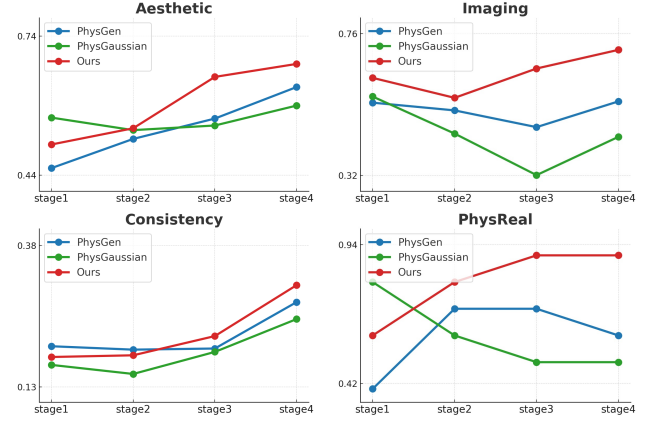 Aesthetic
0.74
PhysGen
PhysGaussian
Ours
0.44
stage1 stage2 stage3 stage4
Imaging
0.76
PhysGen
PhysGaussian
Ours
0.32
stage1 stage2 stage3 stage4
Consistency
0.38
PhysGen
PhysGaussian
Ours
0.13
stage1 stage2 stage3 stage4
PhysReal
0.94
PhysGen
PhysGaussian
Ours
0.42
stage1 stage2 stage3 stage4